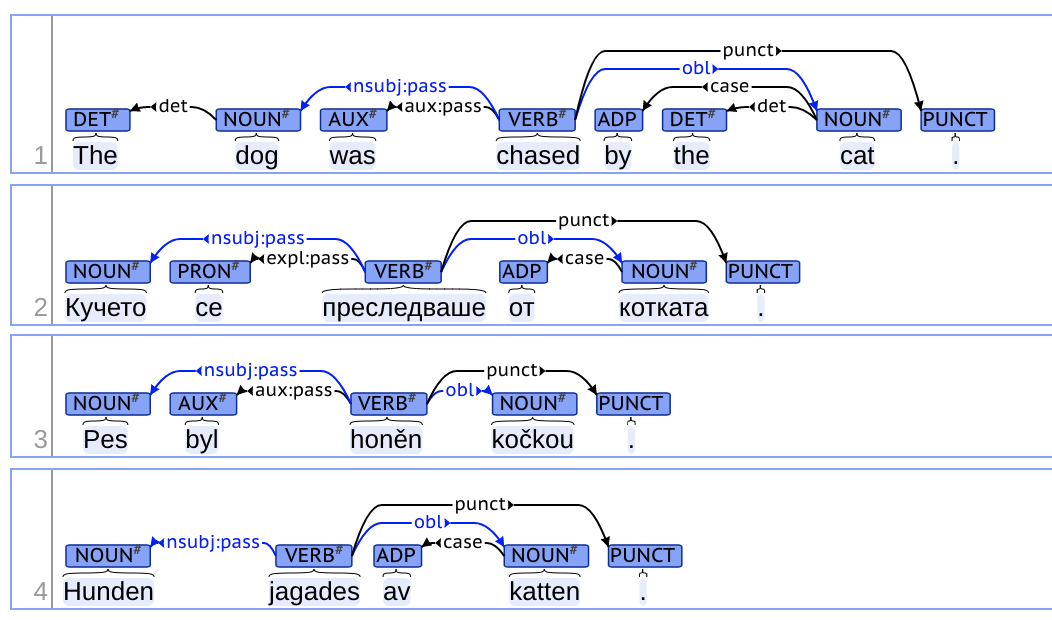 punct
obl
nsubj:pass case
det aux:pass det
DET# NOUN# AUX# VERB# ADP DET# NOUN# PUNCT
1 The dog was chased by the cat .
punct
nsubj:pass obl
expl:pass case
NOUN# PRON# VERB# ADP NOUN# PUNCT
2 Кучето се преследваше от котката .
nsubj:pass punct
aux:pass obl
NOUN# AUX# VERB# NOUN# PUNCT
3 Pes byl honěn kočkou .
punct
obl
nsubj:pass case
NOUN# VERB# ADP NOUN# PUNCT
4 Hunden jagades av katten .